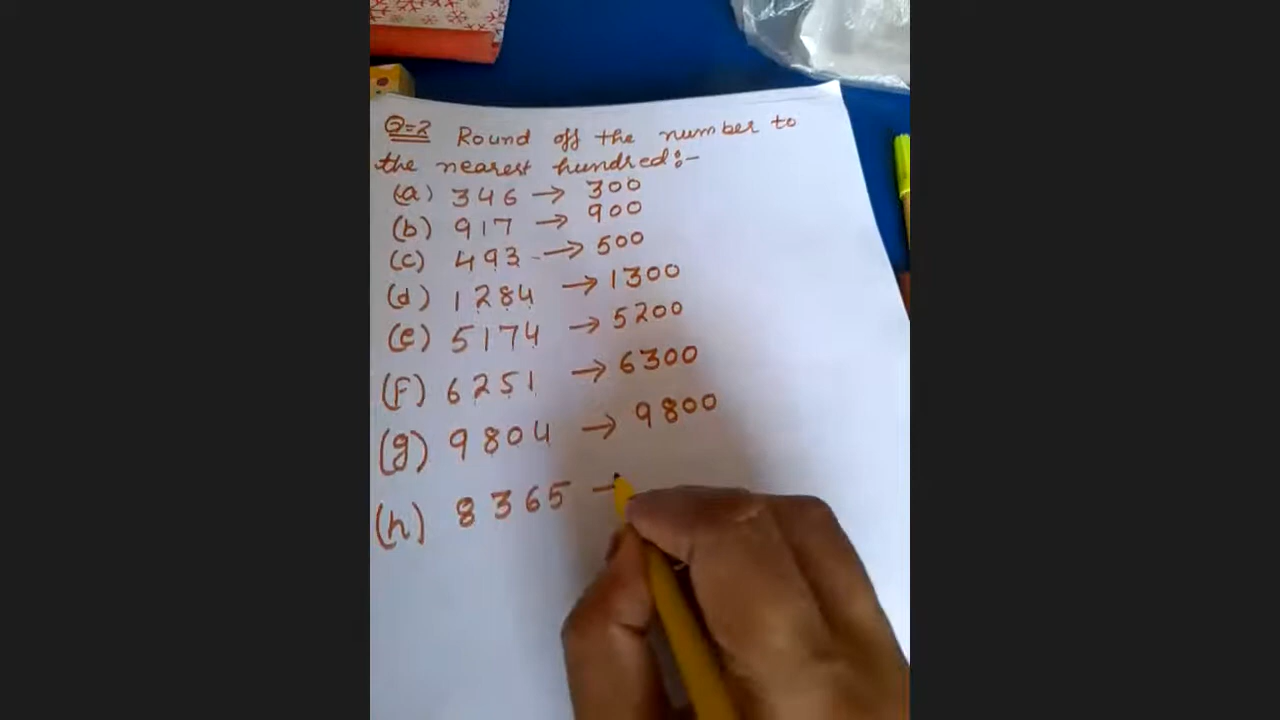 Q=2 Round off the number to
the nearest hundred:-
(a) 346 → 300
(b) 917 → 900
(c) 493 → 500
(d) 1284 → 1300
(e) 5174 → 5200
(f) 6251 → 6300
(g) 9804 → 9800
(h) 8365 –